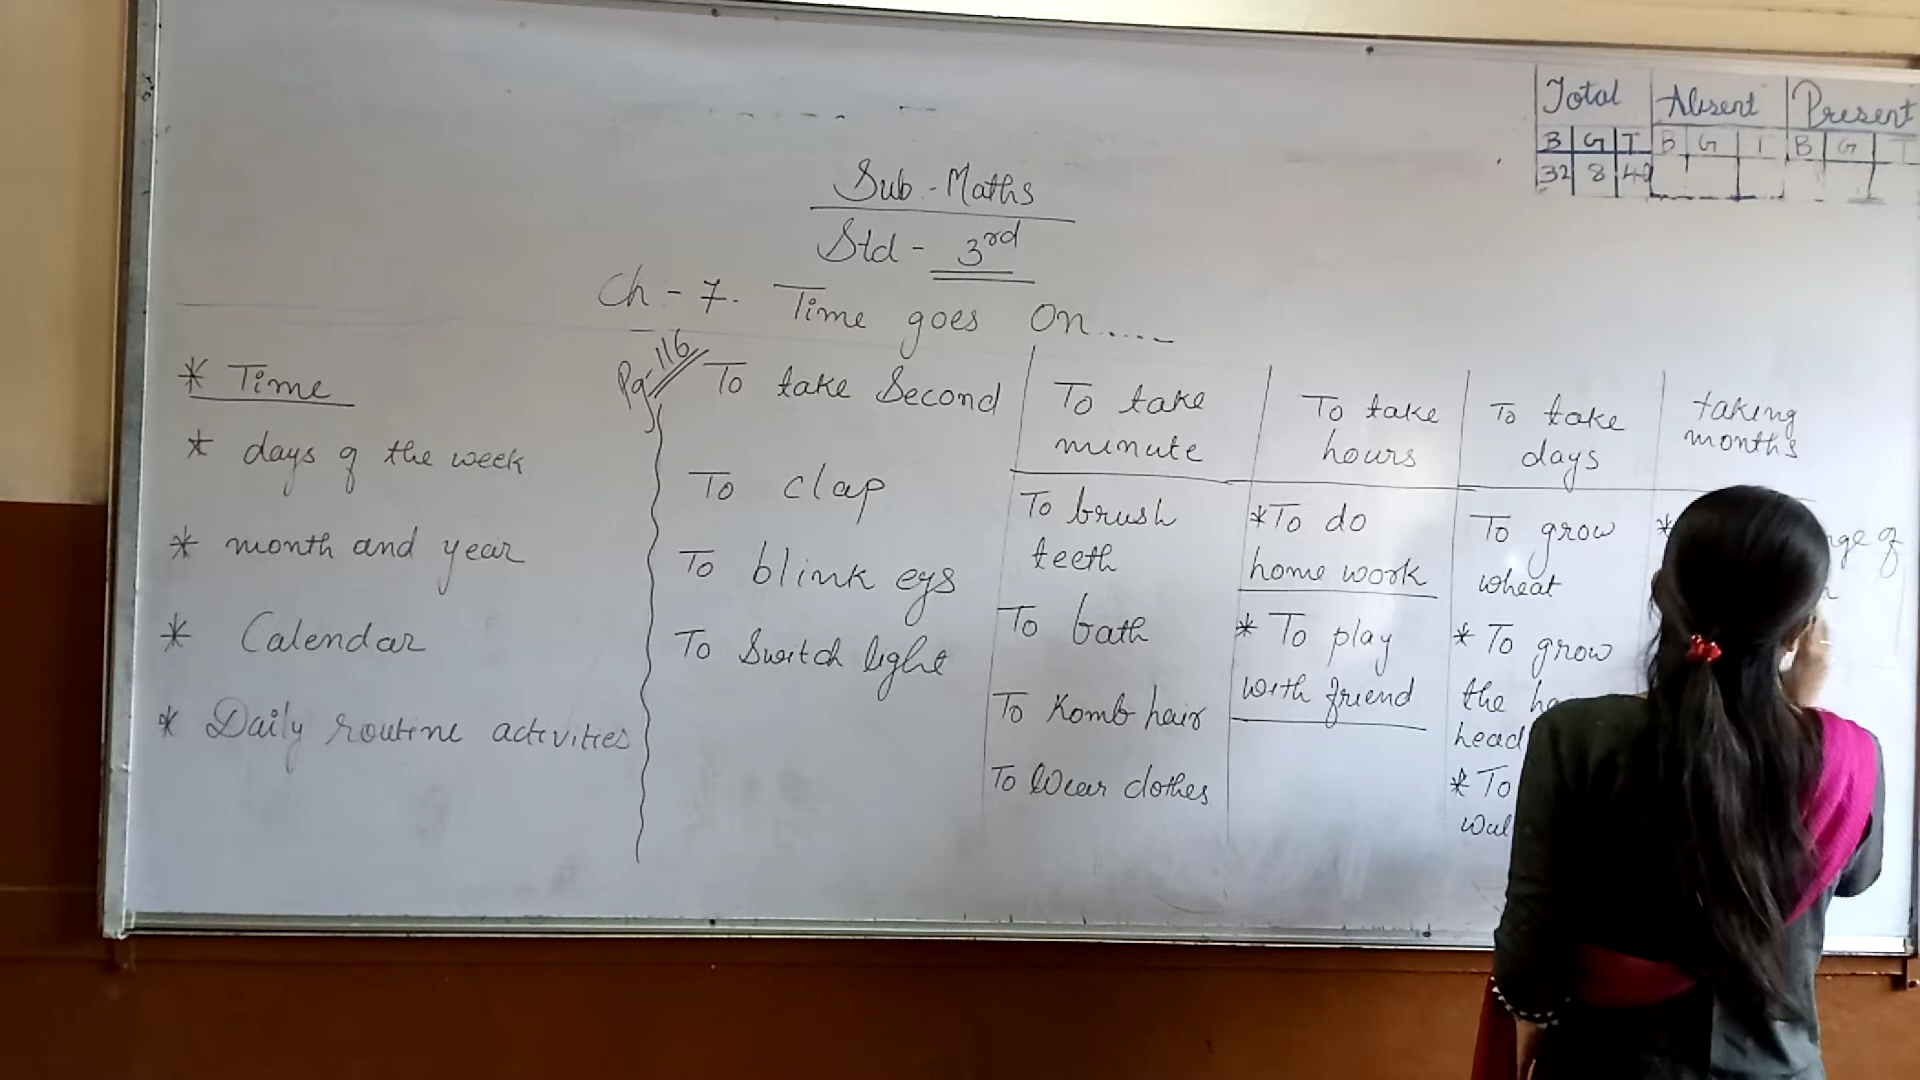 Total Absent Present
B G T B G T B G T
32 8 40
Sub - Maths
Std - 3rd
Ch - 7. Time goes On.....
* Time
* days of the week
* month and year
* Calendar
* Daily routine activities
Pg-116
To take Second
To clap
To blink eys
To Switch light
To take
minute
To brush
teeth
To bath
To Komb hair
To Wear clothes
To take
hours
*To do
home work
* To play
with friend
To take
days
To grow
wheat
* To grow
the
head
* To
taking
months
*
of